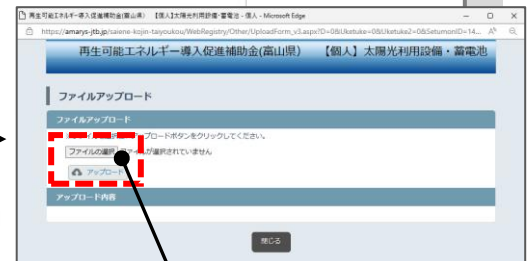 再生可能エネルギー導入促進補助金(富山県) 【個人】太陽光利用設備・蓄電池 - 個人 - Microsoft Edge
https://amarys-jtb.jp/saiene-kojin-taiyoukou/WebRegistry/Other/UploadForm_v3.aspx?D=0&Uketuke=0&Uketuke2=0&SetumonID=14...
再生可能エネルギー導入促進補助金(富山県) 【個人】太陽光利用設備・蓄電池
ファイルアップロード
ファイルアップロード
プロードボタンをクリックしてください。
ファイルの選択 ファイルが選択されていません
アップロード
アップロード内容
閉じる